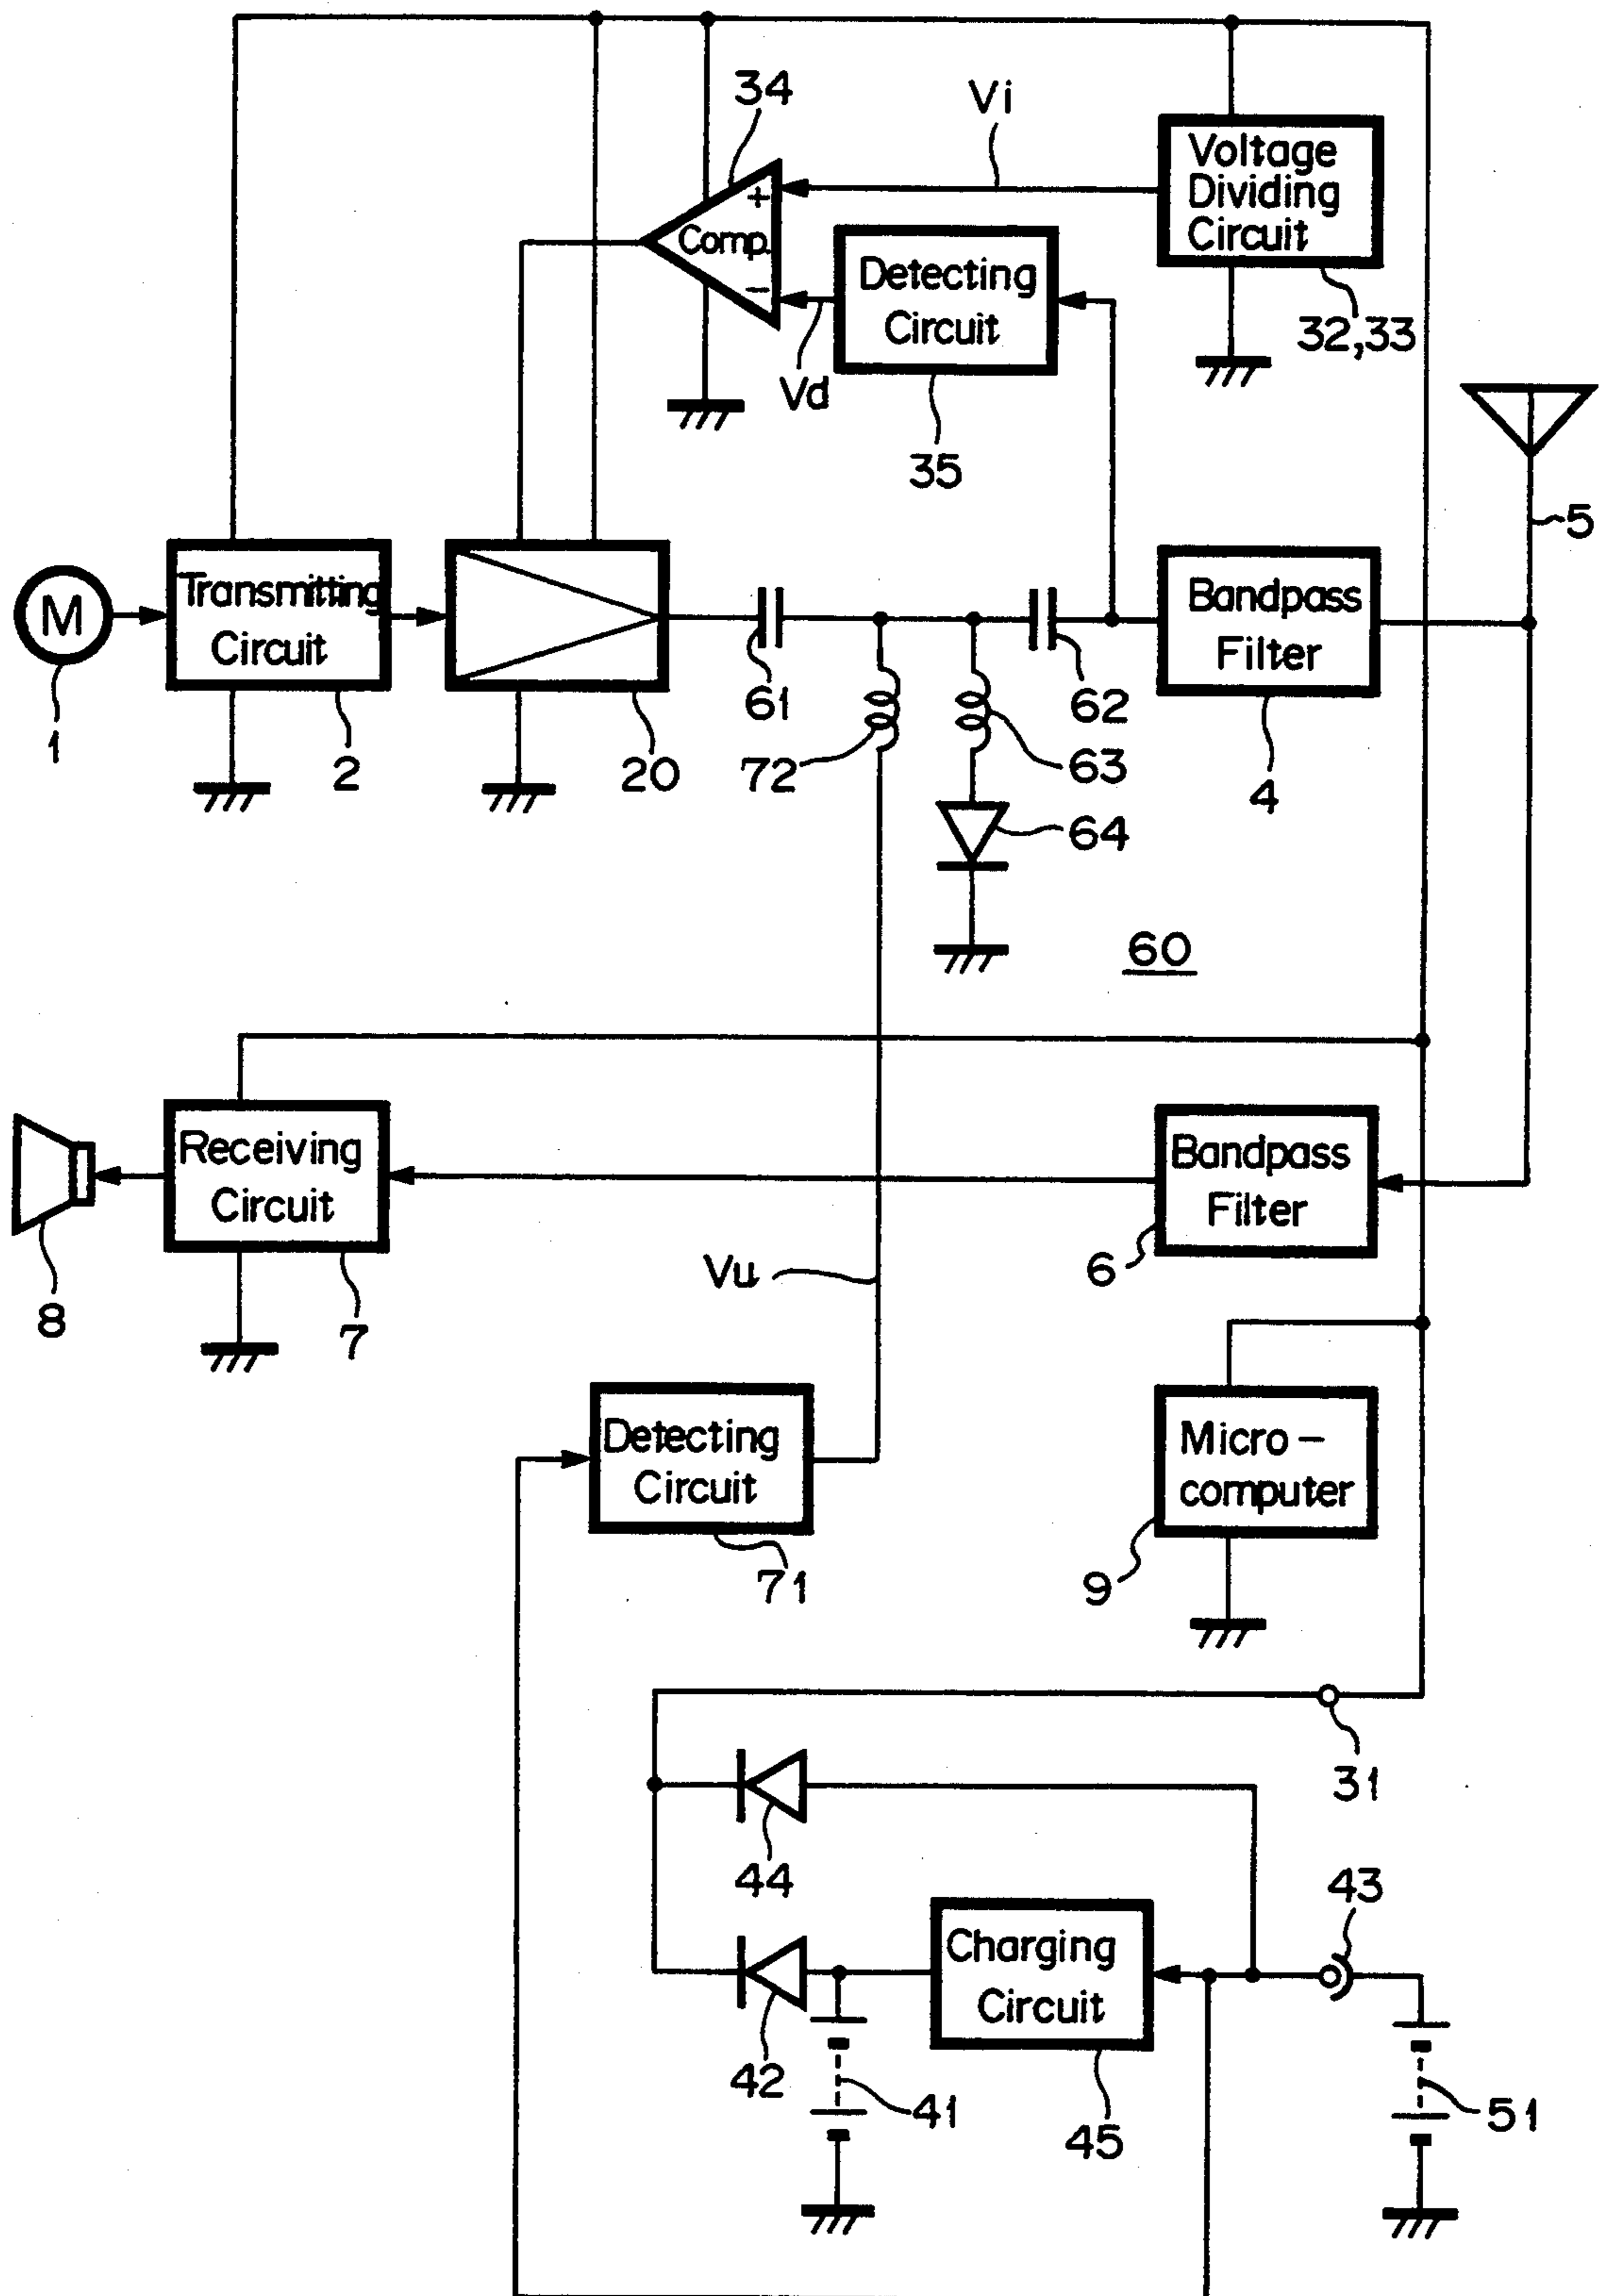 34
Vi
Voltage
Dividing
Circuit
+
Comp.
−
Detecting
Circuit
32,33
Vd
35
5
M
Transmitting
Circuit
Bandpass
Filter
61
62
1
2
20
72
63
4
64
60
Receiving
Circuit
Bandpass
Filter
8
7
Vu
6
Detecting
Circuit
Micro-
computer
71
9
31
44
43
Charging
Circuit
42
41
45
51